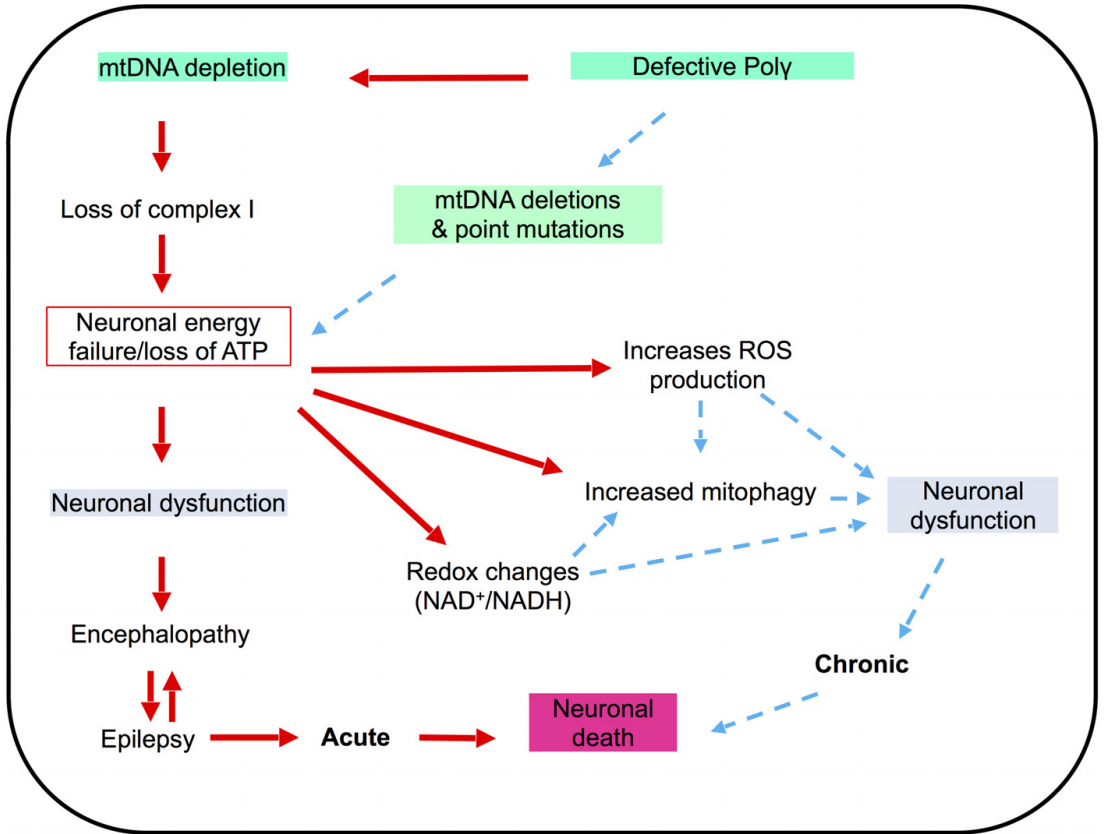 mtDNA depletion
Defective Polγ
mtDNA deletions
& point mutations
Loss of complex I
Neuronal energy
failure/loss of ATP
Increases ROS
production
Neuronal dysfunction
Increased mitophagy
Neuronal
dysfunction
Redox changes
(NAD⁺/NADH)
Encephalopathy
Chronic
Epilepsy
Acute
Neuronal
death